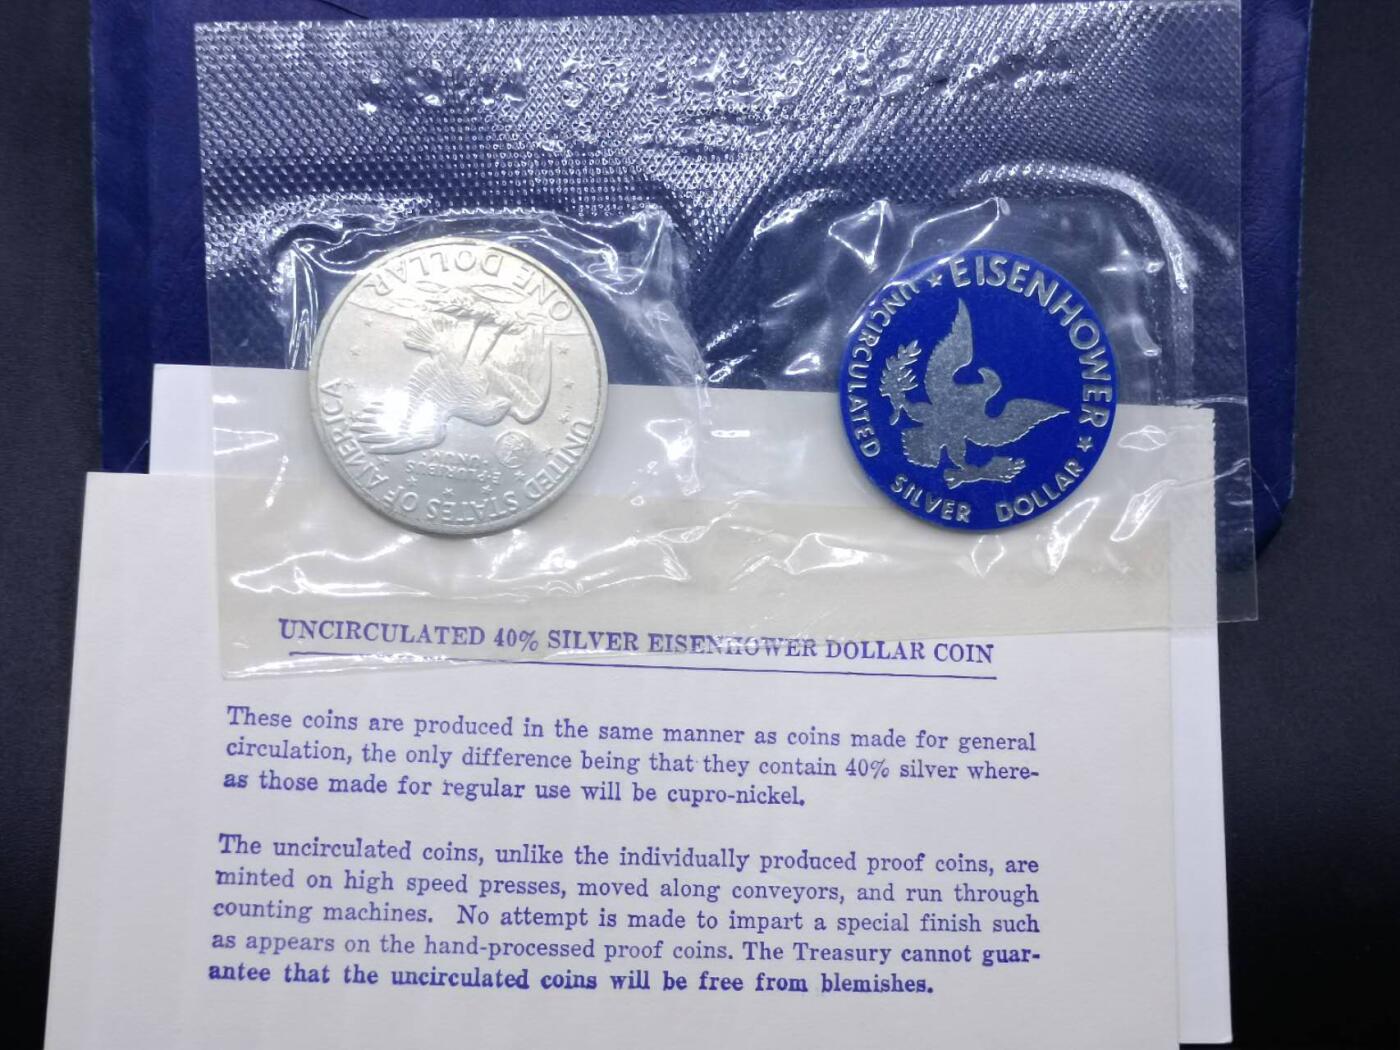 ONE DOLLAR
E PLURIBUS
UNUM
UNITED STATES OF AMERICA
★ EISENHOWER ★
UNCIRCULATED SILVER DOLLAR
UNCIRCULATED 40% SILVER EISENHOWER DOLLAR COIN
These coins are produced in the same manner as coins made for general
circulation, the only difference being that they contain 40% silver where-
as those made for regular use will be cupro-nickel.
The uncirculated coins, unlike the individually produced proof coins, are
minted on high speed presses, moved along conveyors, and run through
counting machines. No attempt is made to impart a special finish such
as appears on the hand-processed proof coins. The Treasury cannot guar-
antee that the uncirculated coins will be free from blemishes.